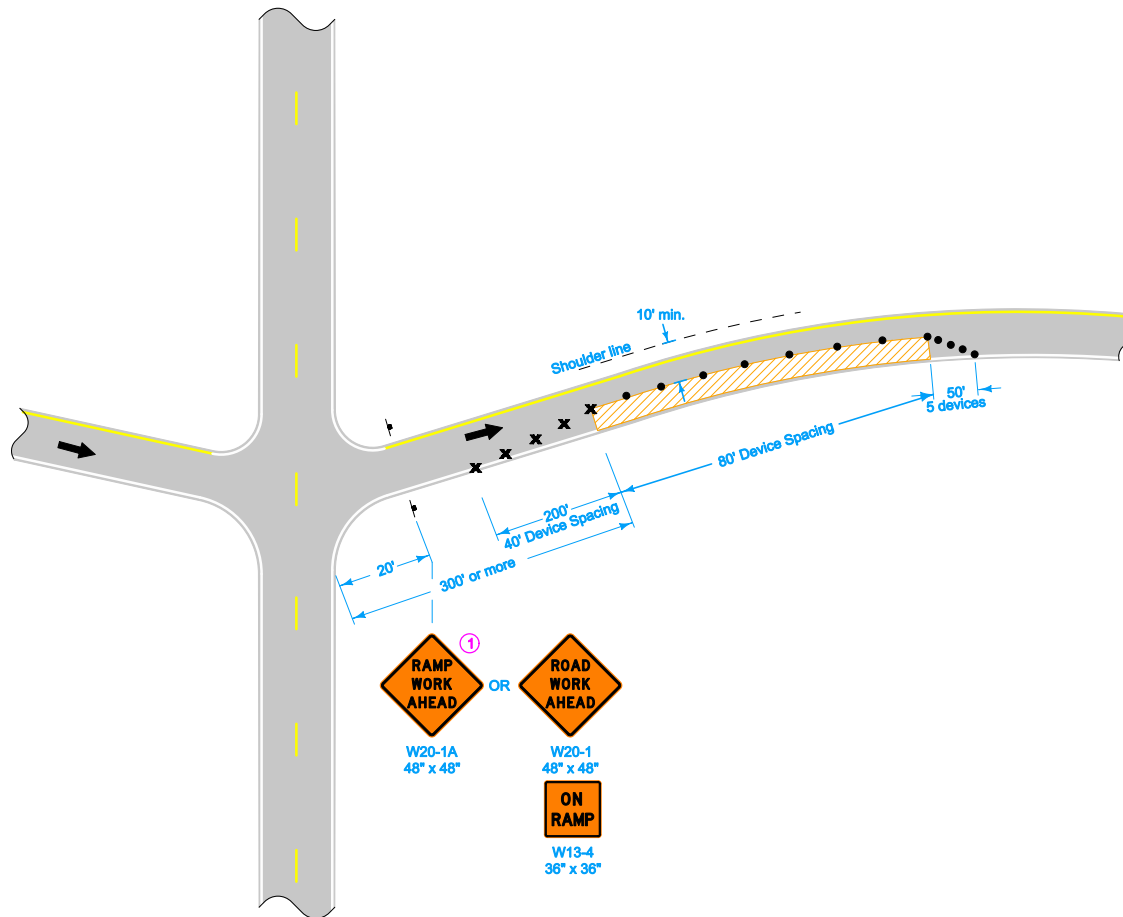 10' min.
Shoulder line
50'
5 devices
80' Device Spacing
200'
40' Device Spacing
20'
300' or more
1
RAMP
WORK
AHEAD
OR
ROAD
WORK
AHEAD
W20-1A
48" x 48"
W20-1
48" x 48"
ON
RAMP
W13-4
36" x 36"